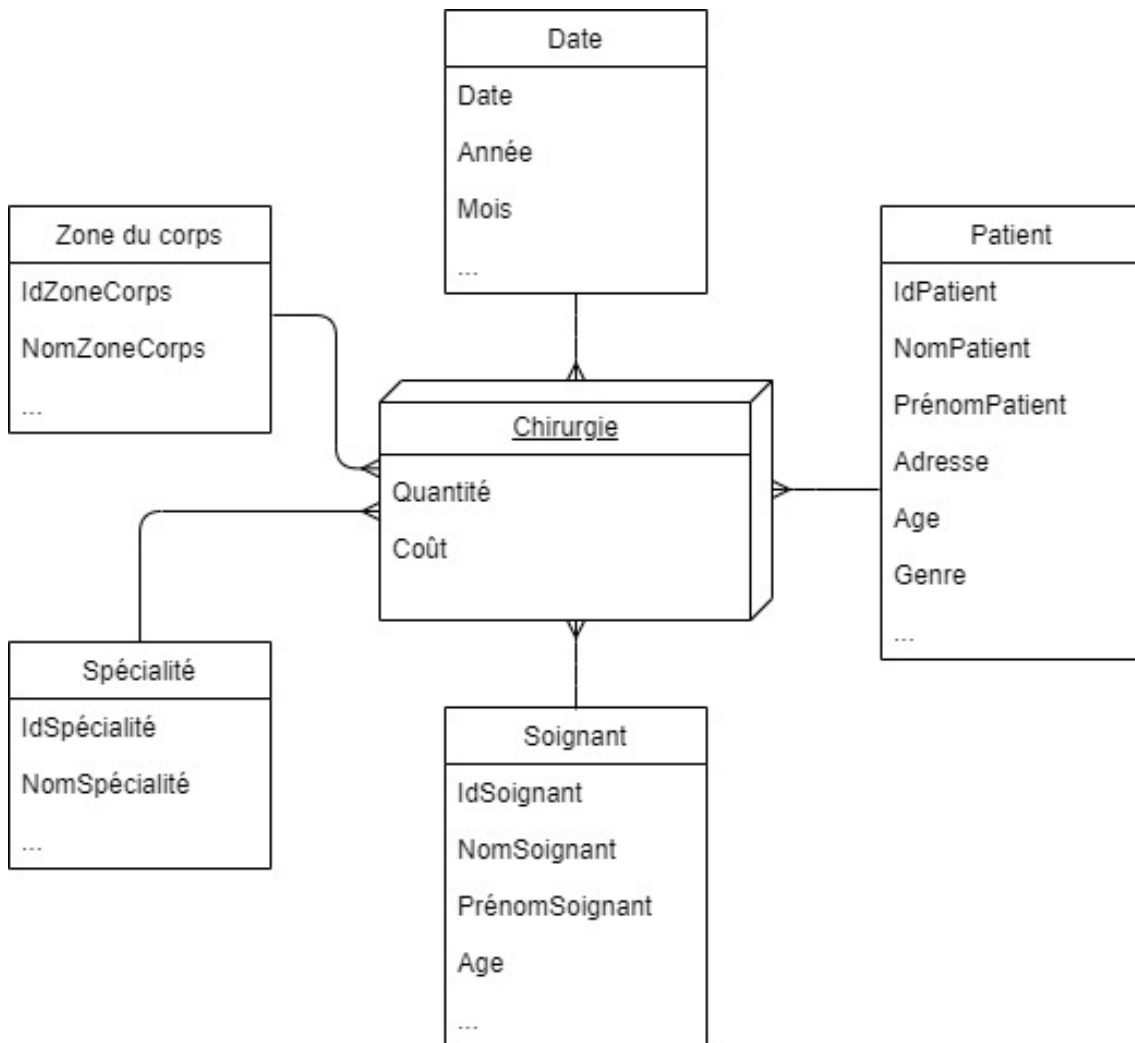 Date
Date
Année
Mois
...
Zone du corps
IdZoneCorps
NomZoneCorps
...
Patient
IdPatient
NomPatient
PrénomPatient
Adresse
Age
Genre
...
Chirurgie
Quantité
Coût
Spécialité
IdSpécialité
NomSpécialité
...
Soignant
IdSoignant
NomSoignant
PrénomSoignant
Age
...